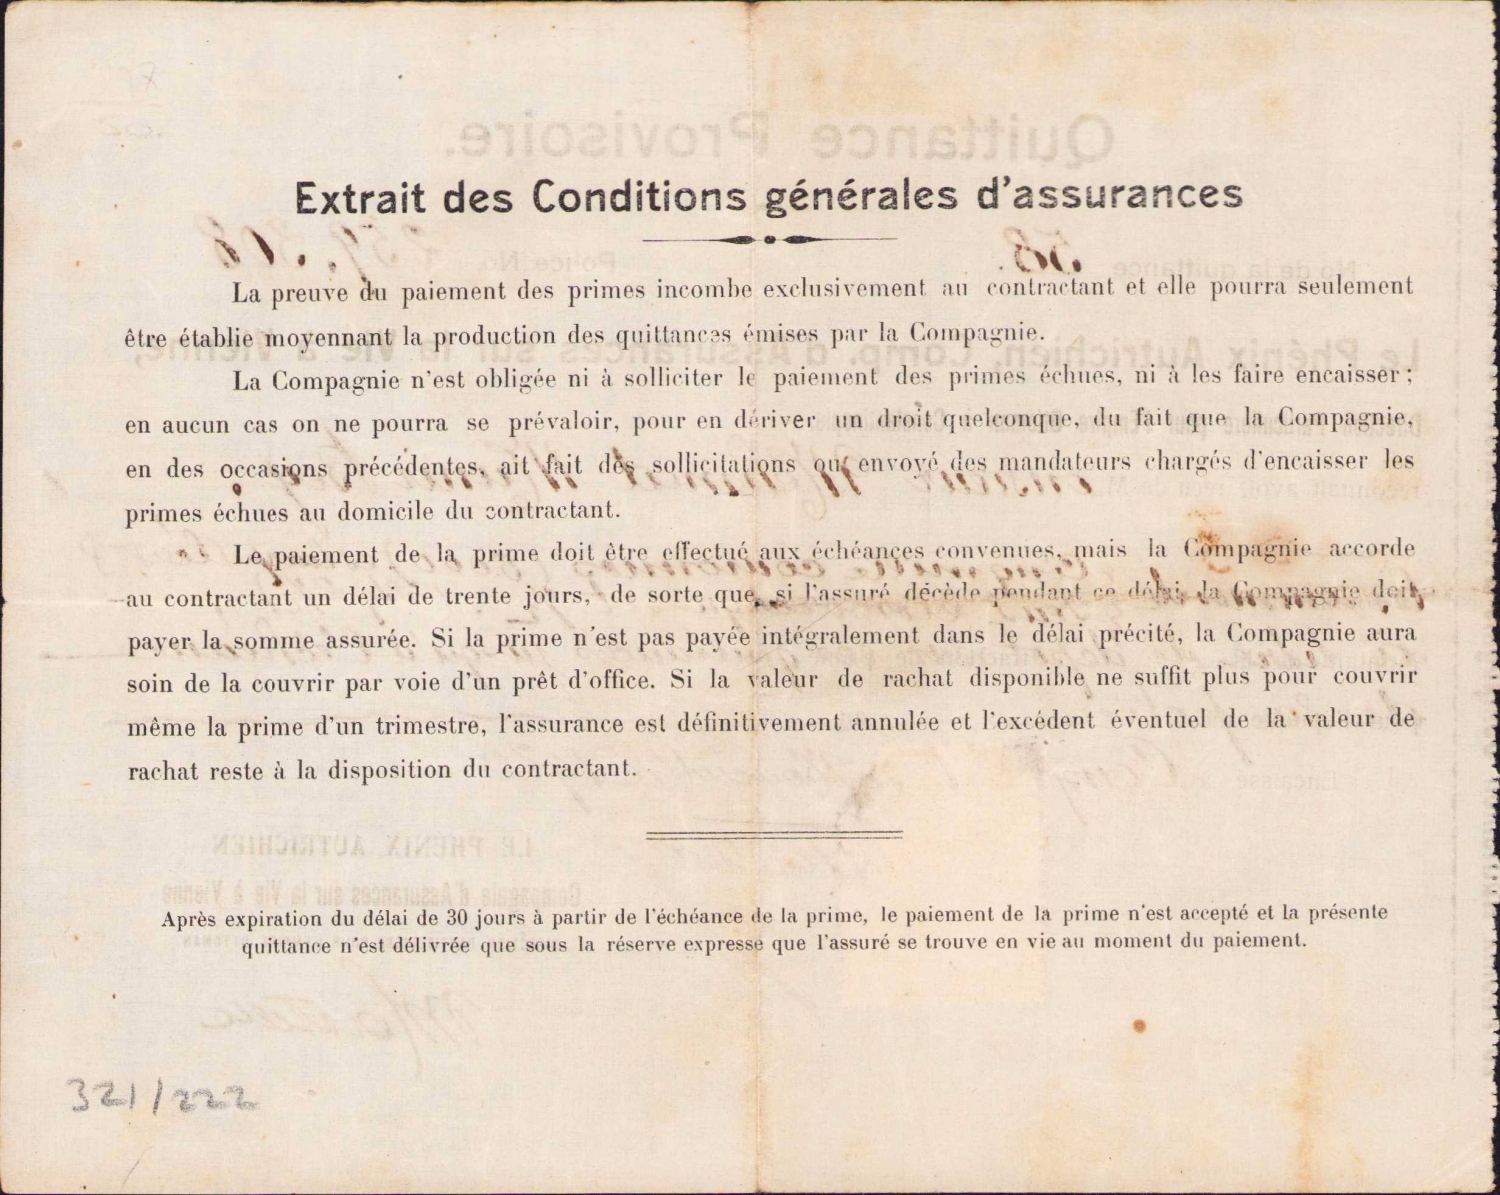 Extrait des Conditions générales d'assurances
La preuve du paiement des primes incombe exclusivement au contractant et elle pourra seulement
être établie moyennant la production des quittances émises par la Compagnie.
La Compagnie n'est obligée ni à solliciter le paiement des primes échues, ni à les faire encaisser;
en aucun cas on ne pourra se prévaloir, pour en dériver un droit quelconque, du fait que la Compagnie,
en des occasions précédentes, ait fait des sollicitations ou envoyé des mandateurs chargés d'encaisser les
primes échues au domicile du contractant.
Le paiement de la prime doit être effectué aux échéances convenues, mais la Compagnie accorde
au contractant un délai de trente jours, de sorte que, si l'assuré décède pendant ce délai, la Compagnie doit
payer la somme assurée. Si la prime n'est pas payée intégralement dans le délai précité, la Compagnie aura
soin de la couvrir par voie d'un prêt d'office. Si la valeur de rachat disponible ne suffit plus pour couvrir
même la prime d'un trimestre, l'assurance est définitivement annulée et l'excédent éventuel de la valeur de
rachat reste à la disposition du contractant.
Après expiration du délai de 30 jours à partir de l'échéance de la prime, le paiement de la prime n'est accepté et la présente
quittance n'est délivrée que sous la réserve expresse que l'assuré se trouve en vie au moment du paiement.
321/222